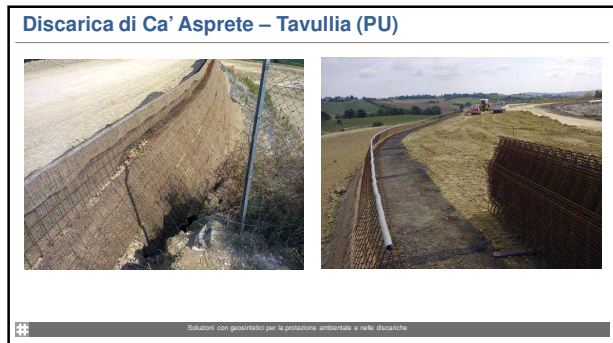 Discarica di Ca' Asprete – Tavullia (PU)
Soluzioni con geosintetici per la protezione ambientale e nelle discariche